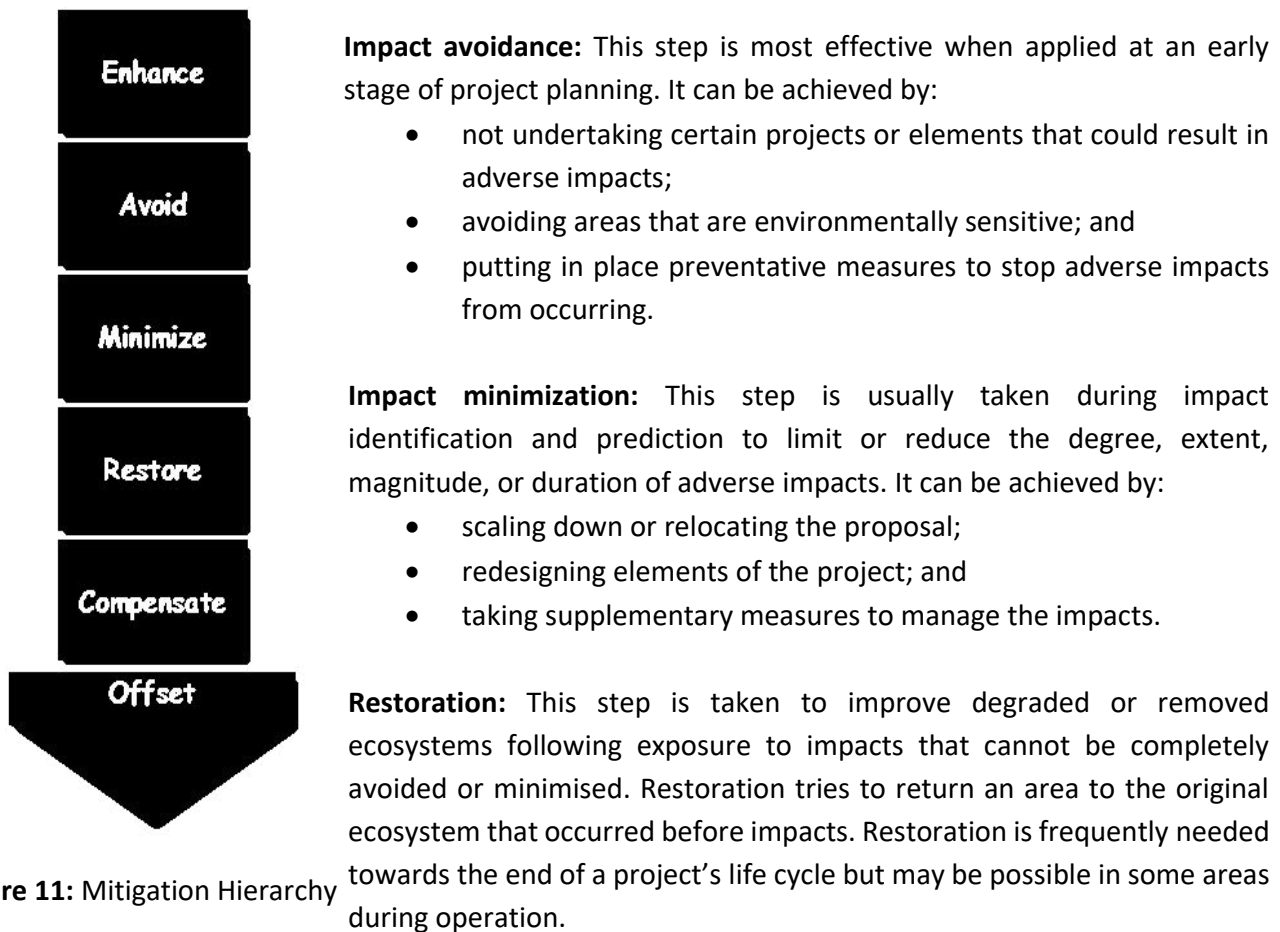 Enhance
Avoid
Minimize
Restore
Compensate
Offset
re 11: Mitigation Hierarchy
Impact avoidance: This step is most effective when applied at an early
stage of project planning. It can be achieved by:
• not undertaking certain projects or elements that could result in
adverse impacts;
• avoiding areas that are environmentally sensitive; and
• putting in place preventative measures to stop adverse impacts
from occurring.
Impact minimization: This step is usually taken during impact
identification and prediction to limit or reduce the degree, extent,
magnitude, or duration of adverse impacts. It can be achieved by:
• scaling down or relocating the proposal;
• redesigning elements of the project; and
• taking supplementary measures to manage the impacts.
Restoration: This step is taken to improve degraded or removed
ecosystems following exposure to impacts that cannot be completely
avoided or minimised. Restoration tries to return an area to the original
ecosystem that occurred before impacts. Restoration is frequently needed
towards the end of a project’s life cycle but may be possible in some areas
during operation.